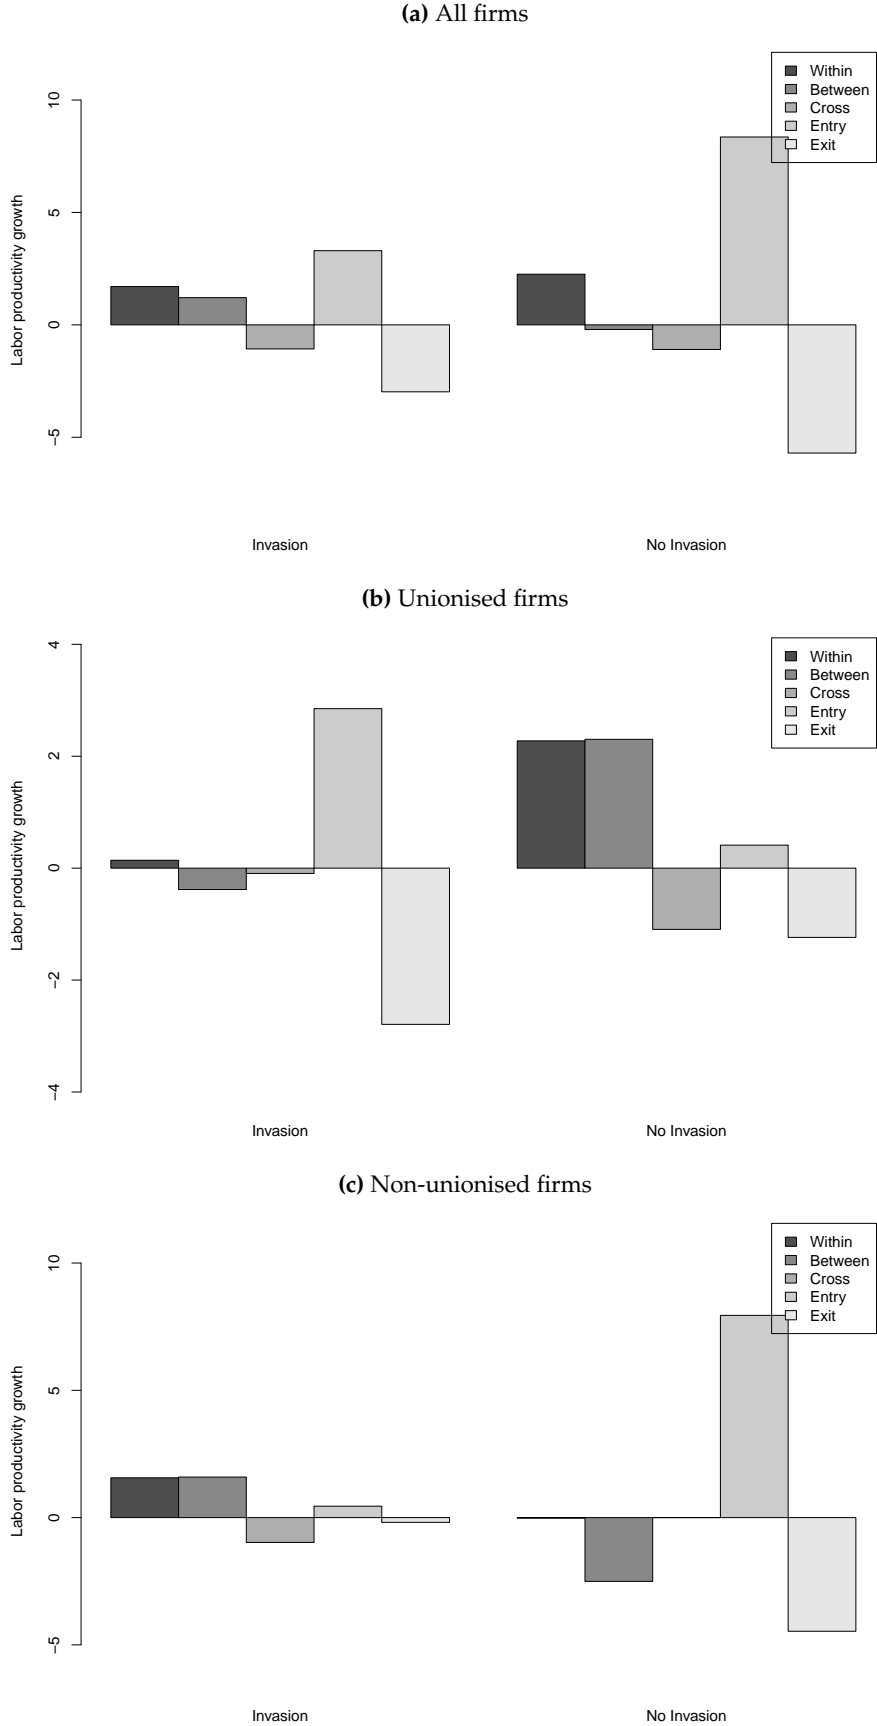 (a) All firms
Within
Between
Cross
Entry
Exit
10
5
0
−5
Labor productivity growth
Invasion
No Invasion
(b) Unionised firms
Within
Between
Cross
Entry
Exit
4
2
0
−2
−4
Labor productivity growth
Invasion
No Invasion
(c) Non-unionised firms
Within
Between
Cross
Entry
Exit
10
5
0
−5
Labor productivity growth
Invasion
No Invasion